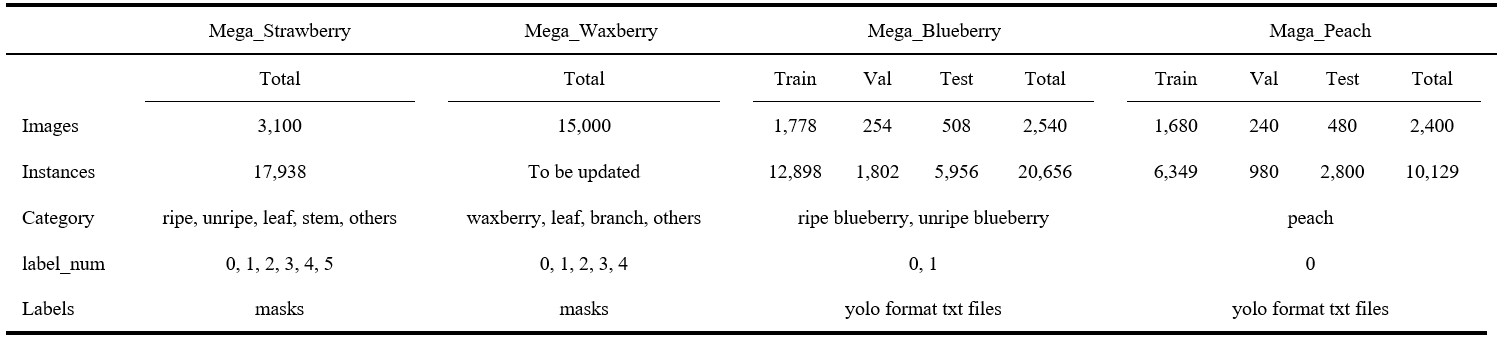 Mega_Strawberry Mega_Waxberry Mega_Blueberry Maga_Peach
Total Total Train Val Test Total Train Val Test Total
Images 3,100 15,000 1,778 254 508 2,540 1,680 240 480 2,400
Instances 17,938 To be updated 12,898 1,802 5,956 20,656 6,349 980 2,800 10,129
Category ripe, unripe, leaf, stem, others waxberry, leaf, branch, others ripe blueberry, unripe blueberry peach
label_num 0, 1, 2, 3, 4, 5 0, 1, 2, 3, 4 0, 1 0
Labels masks masks yolo format txt files yolo format txt files